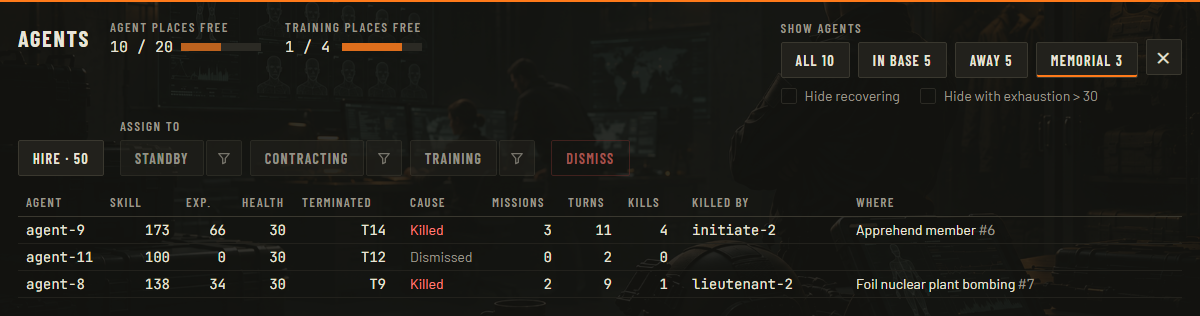 AGENTS
AGENT PLACES FREE
10 / 20
TRAINING PLACES FREE
1 / 4
SHOW AGENTS
ALL 10 IN BASE 5 AWAY 5 MEMORIAL 3 ✕
Hide recovering Hide with exhaustion > 30
ASSIGN TO
HIRE · 50 STANDBY CONTRACTING TRAINING DISMISS
AGENT SKILL EXP. HEALTH TERMINATED CAUSE MISSIONS TURNS KILLS KILLED BY WHERE
agent-9 173 66 30 T14 Killed 3 11 4 initiate-2 Apprehend member #6
agent-11 100 0 30 T12 Dismissed 0 2 0
agent-8 138 34 30 T9 Killed 2 9 1 lieutenant-2 Foil nuclear plant bombing #7